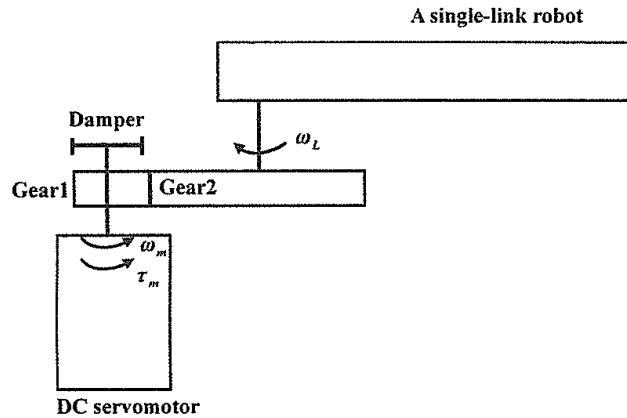 A single-link robot
Damper
ω_L
Gear1
Gear2
ω_m
τ_m
DC servomotor